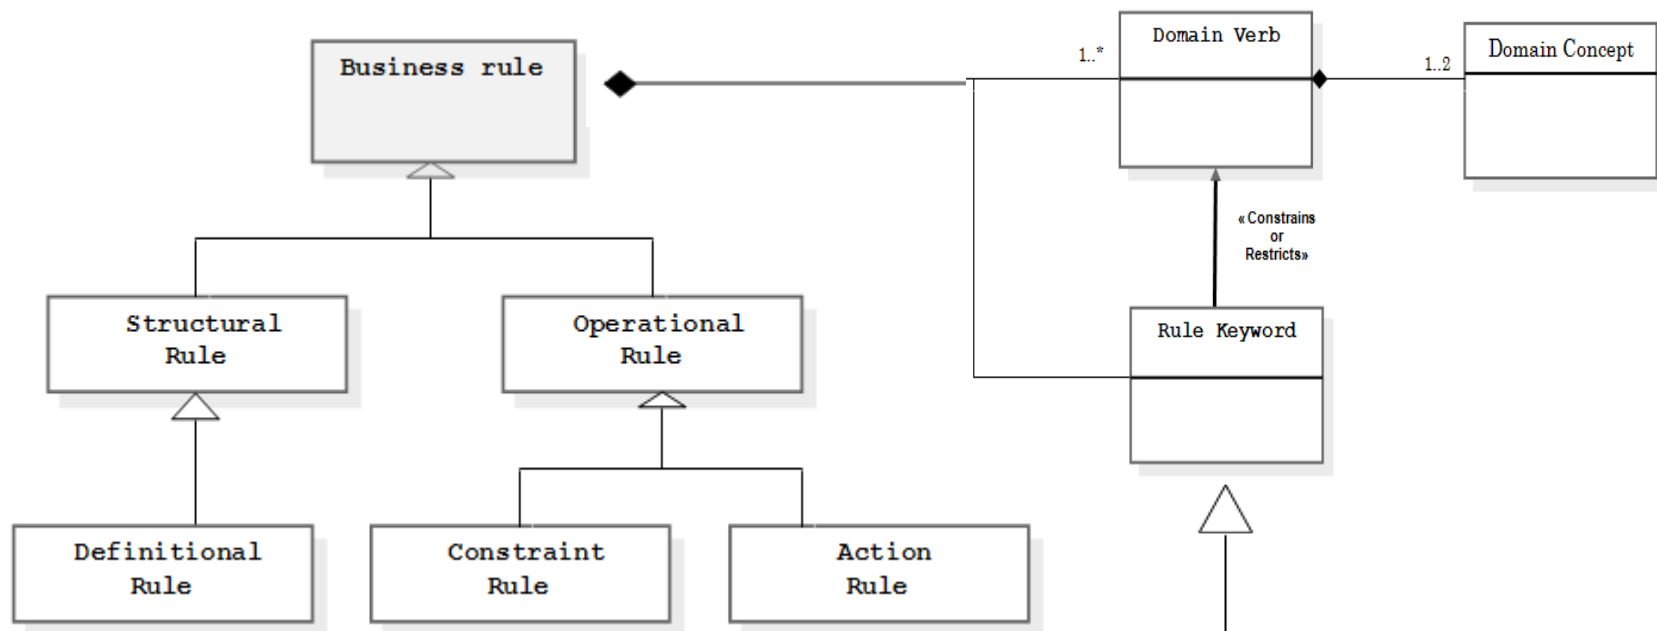 Business rule
1..*
Domain Verb
1..2
Domain Concept
« Constrains
or
Restricts»
Structural
Rule
Operational
Rule
Rule Keyword
Definitional
Rule
Constraint
Rule
Action
Rule